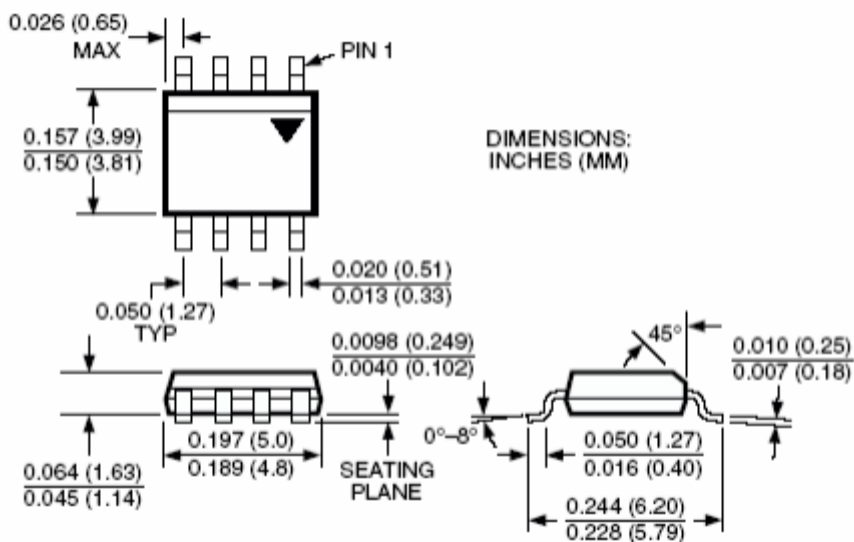 0.026 (0.65)
MAX
PIN 1
0.157 (3.99)
0.150 (3.81)
DIMENSIONS:
INCHES (MM)
0.050 (1.27)
TYP
0.020 (0.51)
0.013 (0.33)
0.0098 (0.249)
0.0040 (0.102)
45°
0.010 (0.25)
0.007 (0.18)
0.064 (1.63)
0.045 (1.14)
0.197 (5.0)
0.189 (4.8)
SEATING
PLANE
0°–8°
0.050 (1.27)
0.016 (0.40)
0.244 (6.20)
0.228 (5.79)